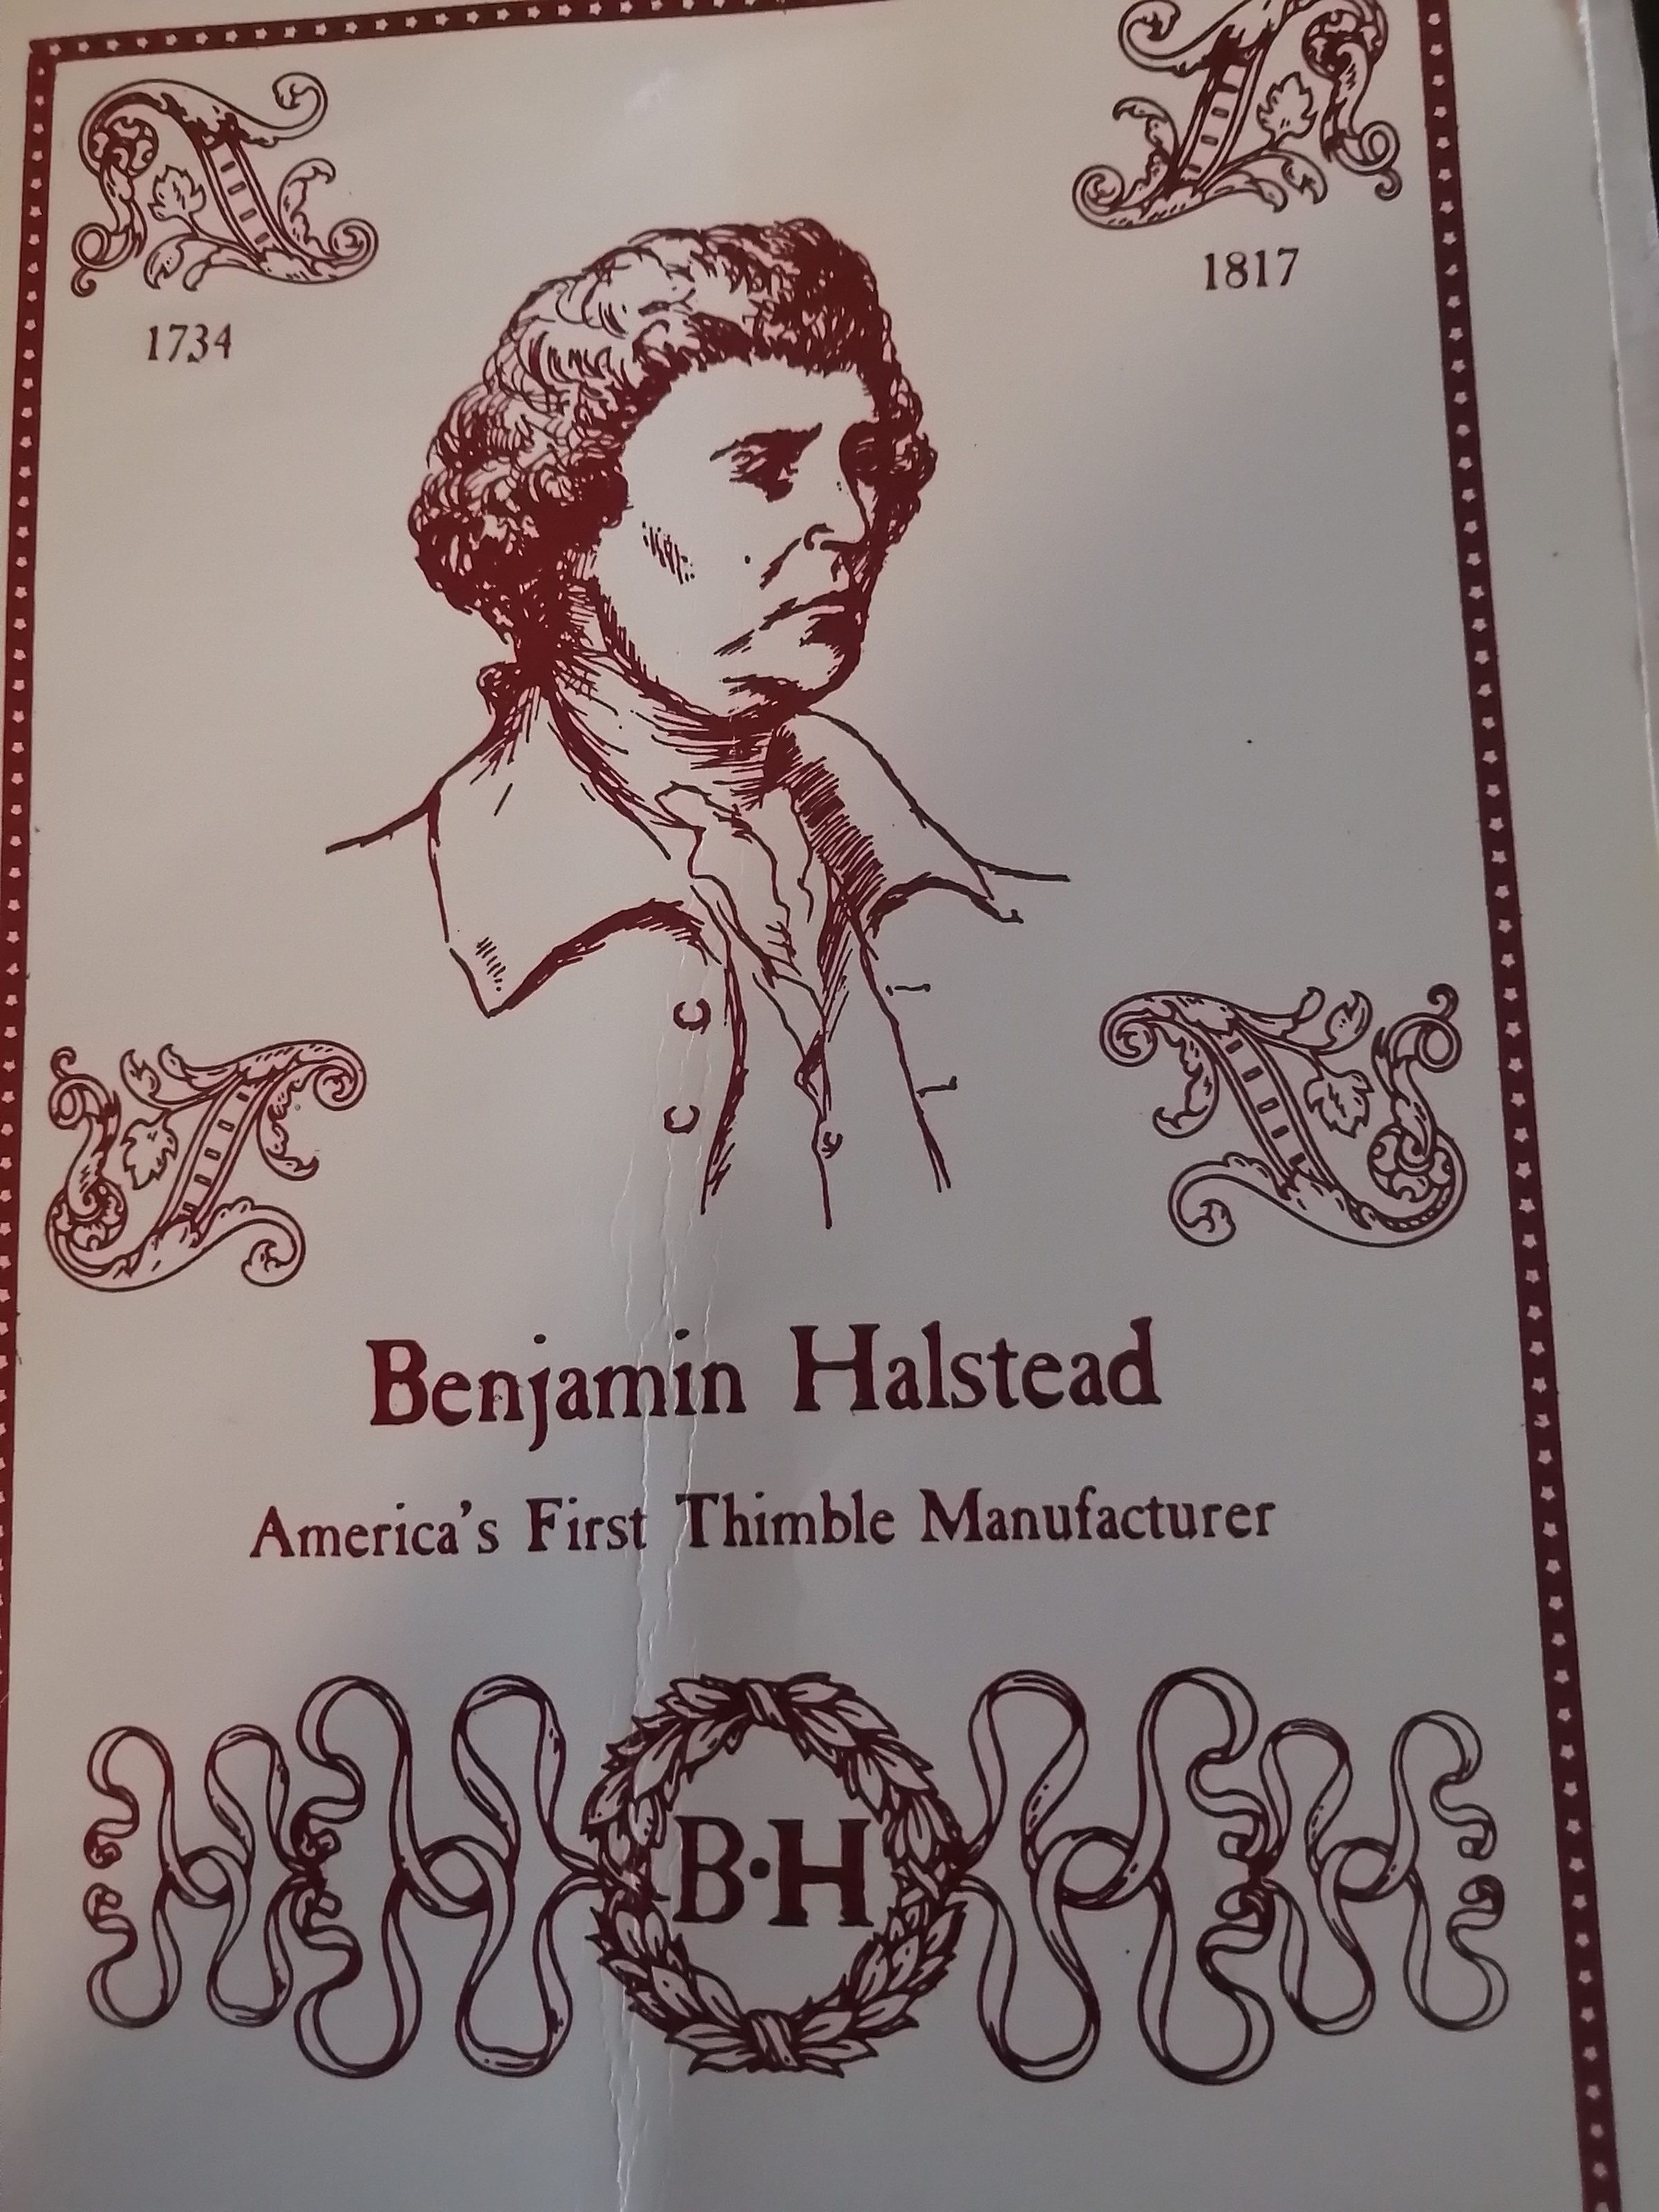 1734
1817
Benjamin Halstead
America's First Thimble Manufacturer
B·H